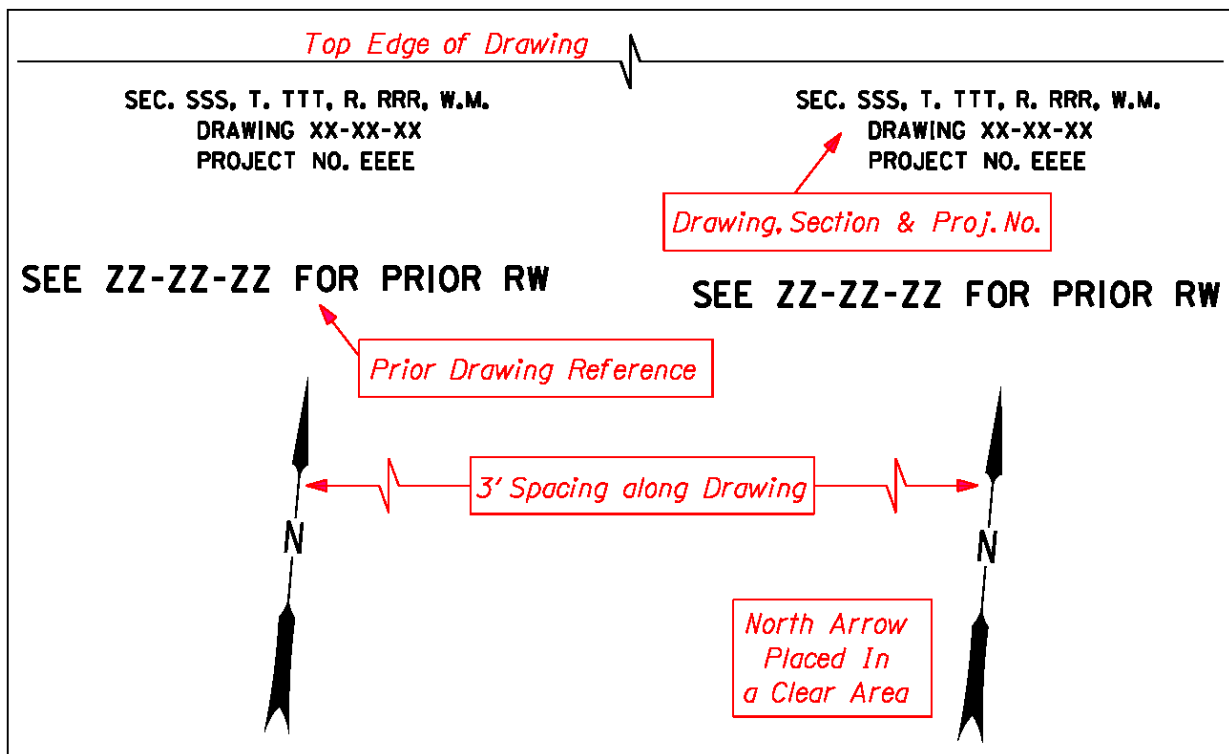 Top Edge of Drawing
SEC. SSS, T. TTT, R. RRR, W.M.
DRAWING XX-XX-XX
PROJECT NO. EEEE
SEC. SSS, T. TTT, R. RRR, W.M.
DRAWING XX-XX-XX
PROJECT NO. EEEE
Drawing, Section & Proj. No.
SEE ZZ-ZZ-ZZ FOR PRIOR RW
SEE ZZ-ZZ-ZZ FOR PRIOR RW
Prior Drawing Reference
3' Spacing along Drawing
N
N
North Arrow
Placed In
a Clear Area